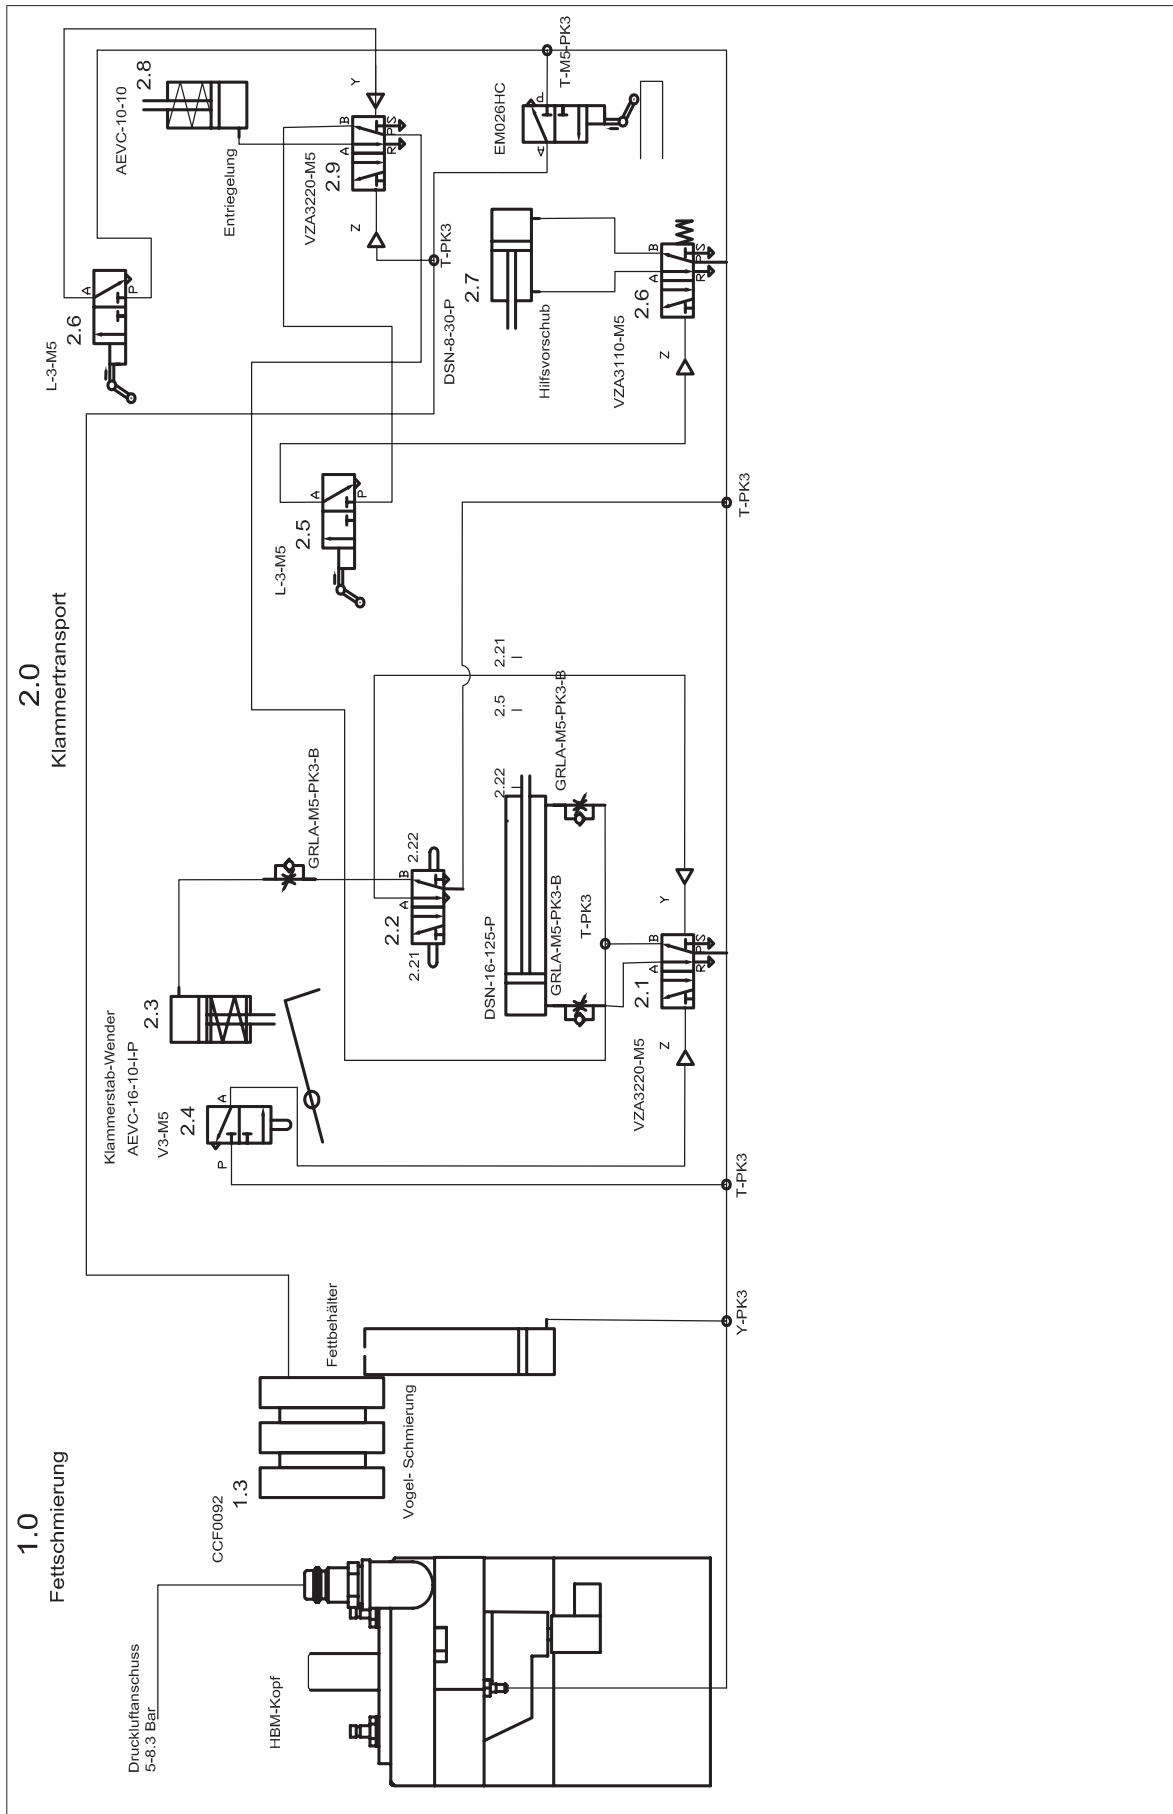 1.0
Fettschmierung
2.0
Klammertransport
Druckluftanschuss
5-8.3 Bar
HBM-Kopf
CCF0092
1.3
Vogel- Schmierung
Fettbehälter
Y-PK3
Klammerstab-Wender
AEVC-16-10-I-P
2.3
V3-M5
2.4
P
A
T-PK3
GRLA-M5-PK3-B
2.2
2.21
2.22
A
B
DSN-16-125-P
GRLA-M5-PK3-B
T-PK3
GRLA-M5-PK3-B
2.22
2.5
2.21
VZA3220-M5
2.1
Z
Y
A
B
R
P
S
T-PK3
L-3-M5
2.5
A
P
L-3-M5
2.6
A
P
AEVC-10-10
2.8
Entriegelung
VZA3220-M5
2.9
Z
Y
A
B
R
P
S
T-PK3
DSN-8-30-P
2.7
Hilfsvorschub
VZA3110-M5
2.6
Z
A
B
R
P
S
EM026HC
A
P
T-M5-PK3